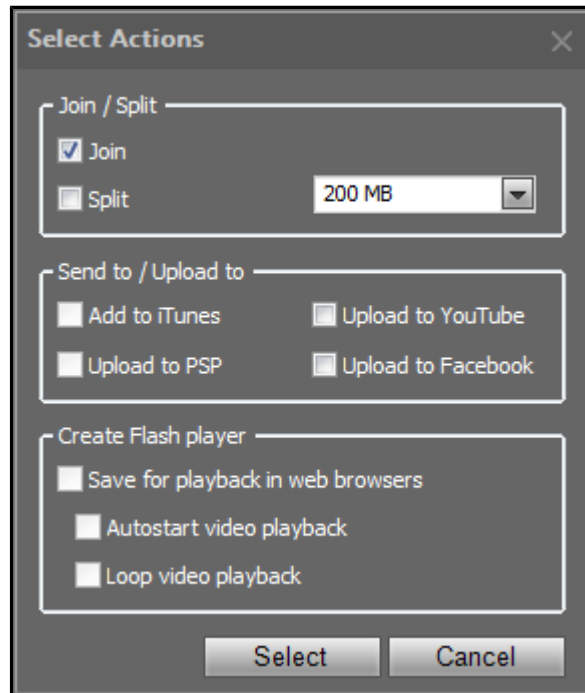 Select Actions
Join / Split
Join
Split
200 MB
Send to / Upload to
Add to iTunes
Upload to YouTube
Upload to PSP
Upload to Facebook
Create Flash player
Save for playback in web browsers
Autostart video playback
Loop video playback
Select
Cancel